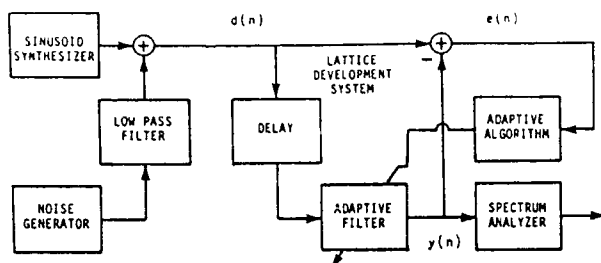 SINUSOID
SYNTHESIZER
+
d(n)
+
−
e(n)
LATTICE
DEVELOPMENT
SYSTEM
LOW PASS
FILTER
DELAY
ADAPTIVE
ALGORITHM
NOISE
GENERATOR
ADAPTIVE
FILTER
y(n)
SPECTRUM
ANALYZER